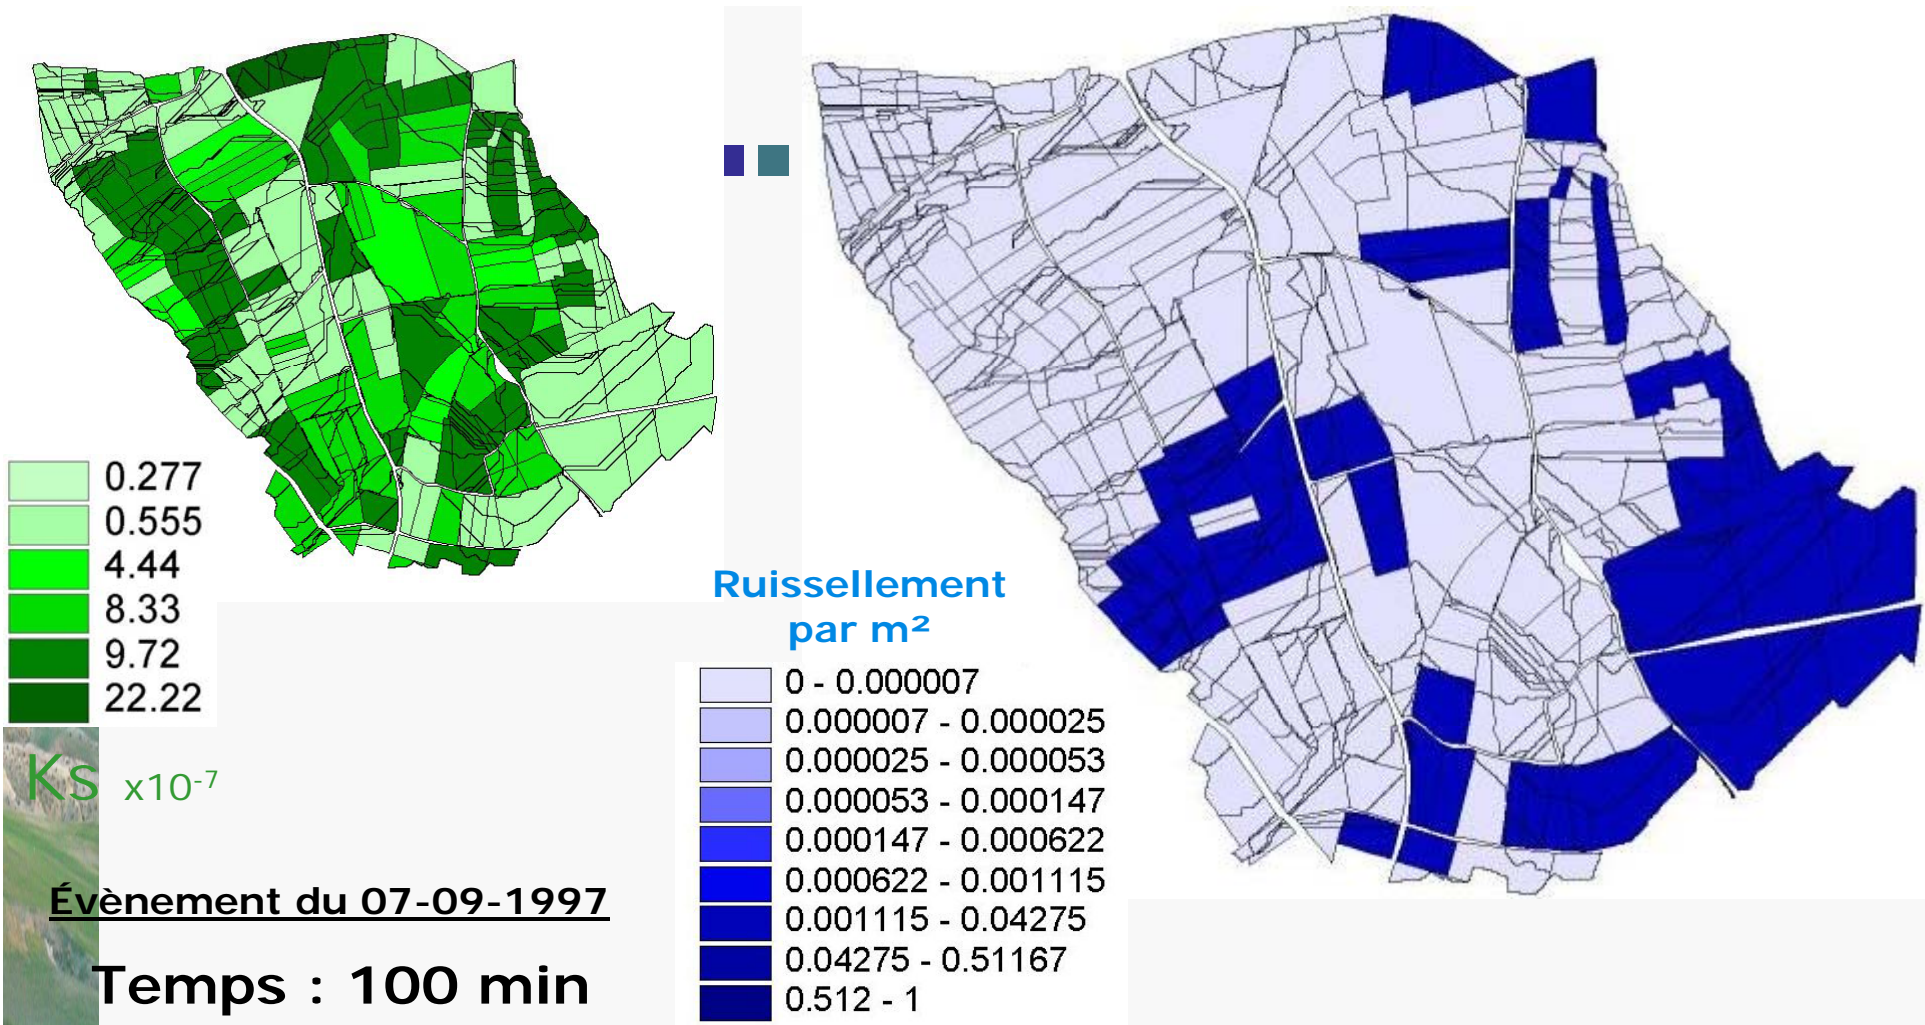 0.277
0.555
4.44
8.33
9.72
22.22
Ks x10-⁷
Évènement du 07-09-1997
Temps : 100 min
Ruissellement
par m²
0 - 0.000007
0.000007 - 0.000025
0.000025 - 0.000053
0.000053 - 0.000147
0.000147 - 0.000622
0.000622 - 0.001115
0.001115 - 0.04275
0.04275 - 0.51167
0.512 - 1